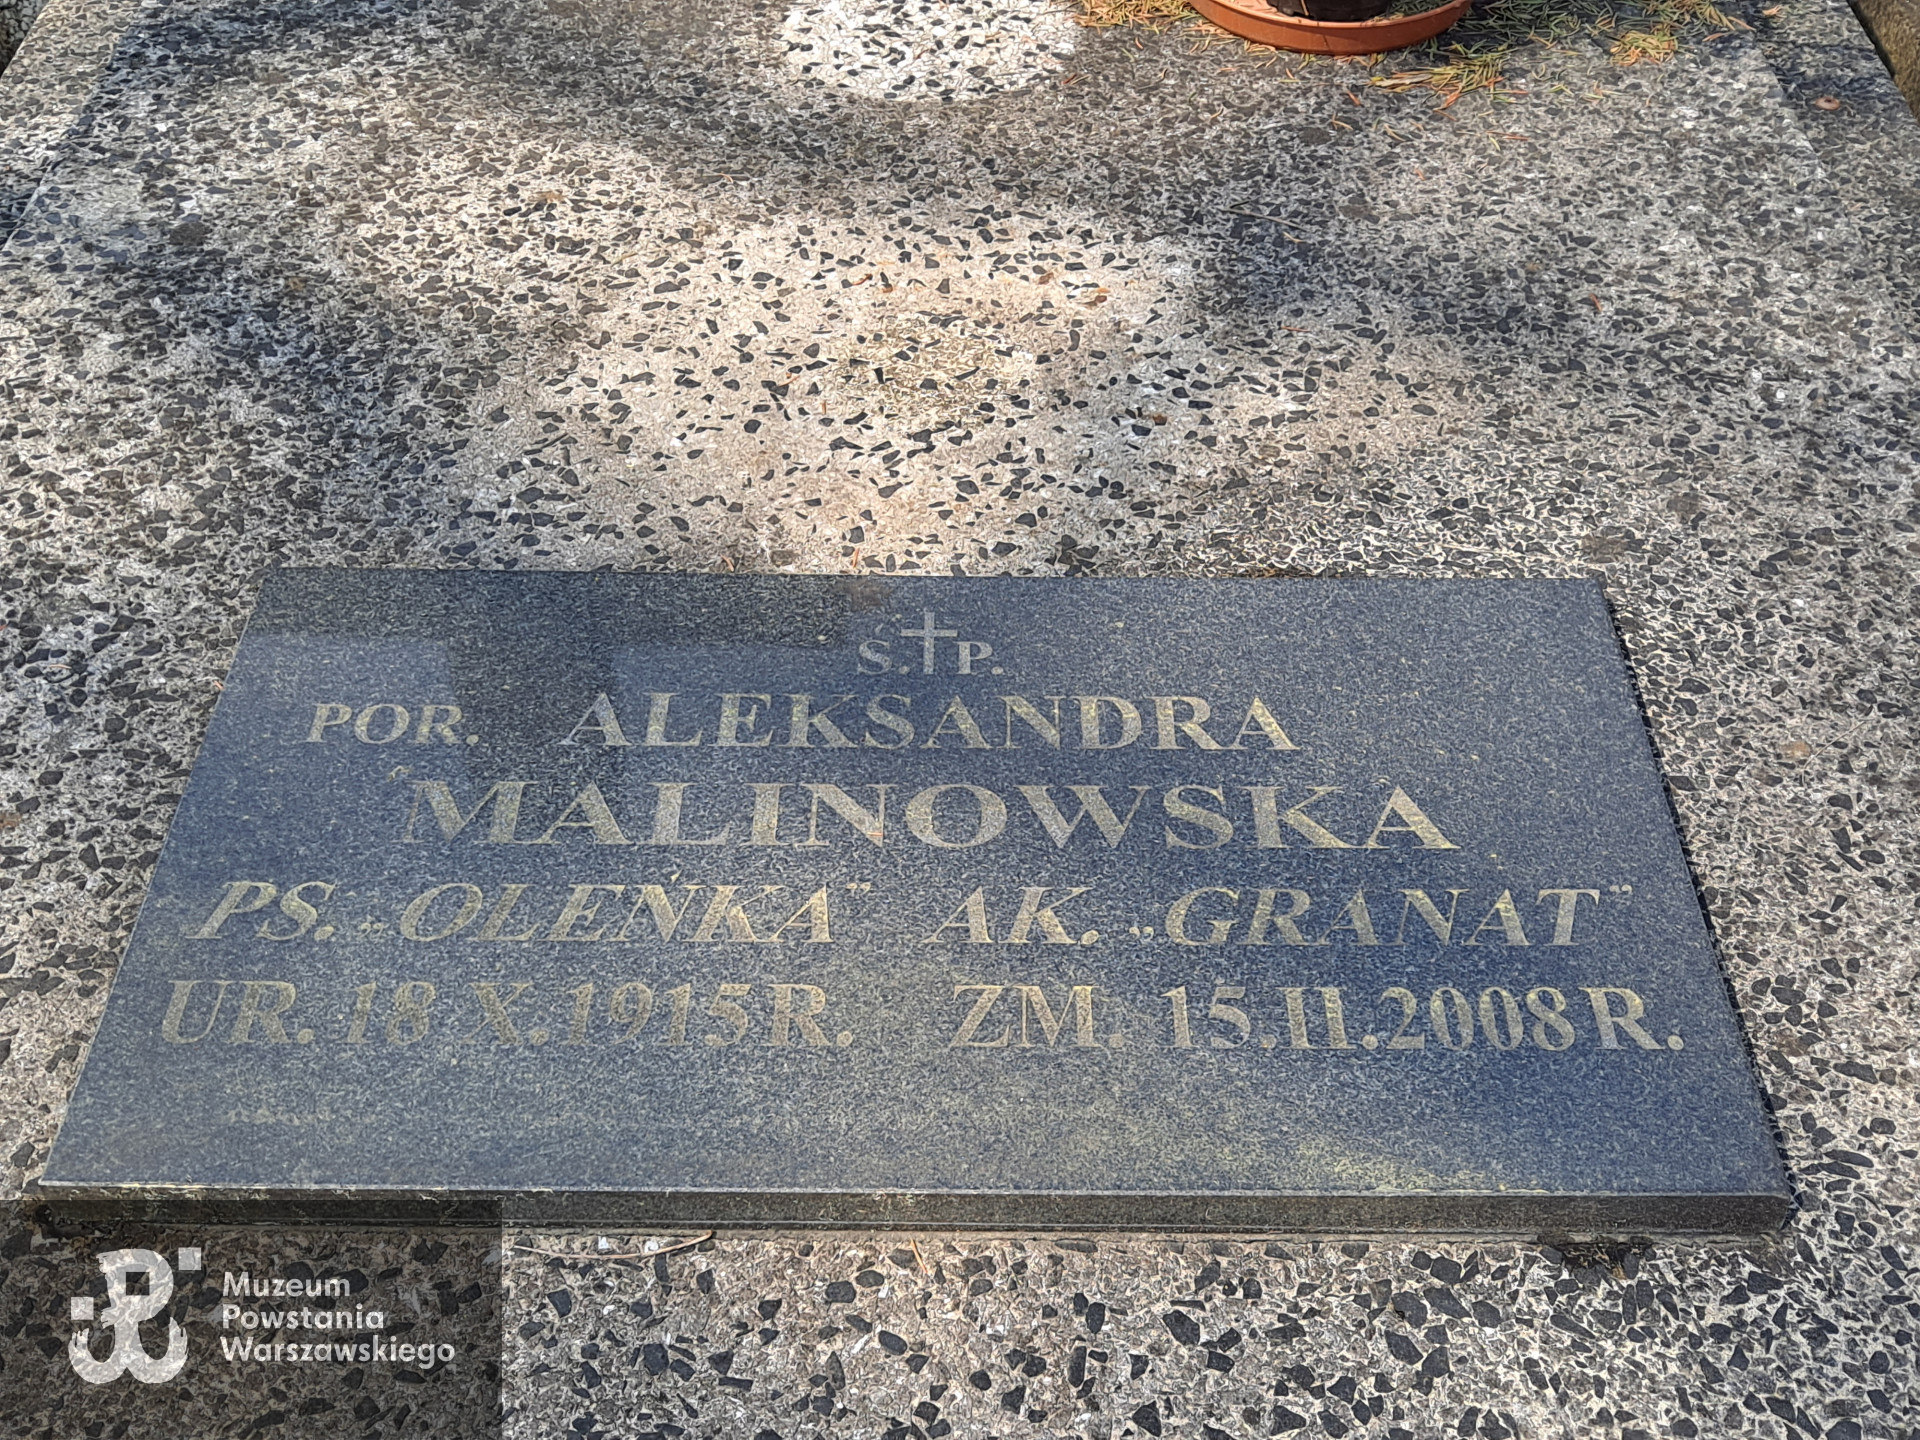 Ś. P.
POR. ALEKSANDRA
MALINOWSKA
PS. „OLEŃKA" AK. „GRANAT"
UR. 18 X. 1915 R. ZM. 15.II.2008 R.
Muzeum
Powstania
Warszawskiego